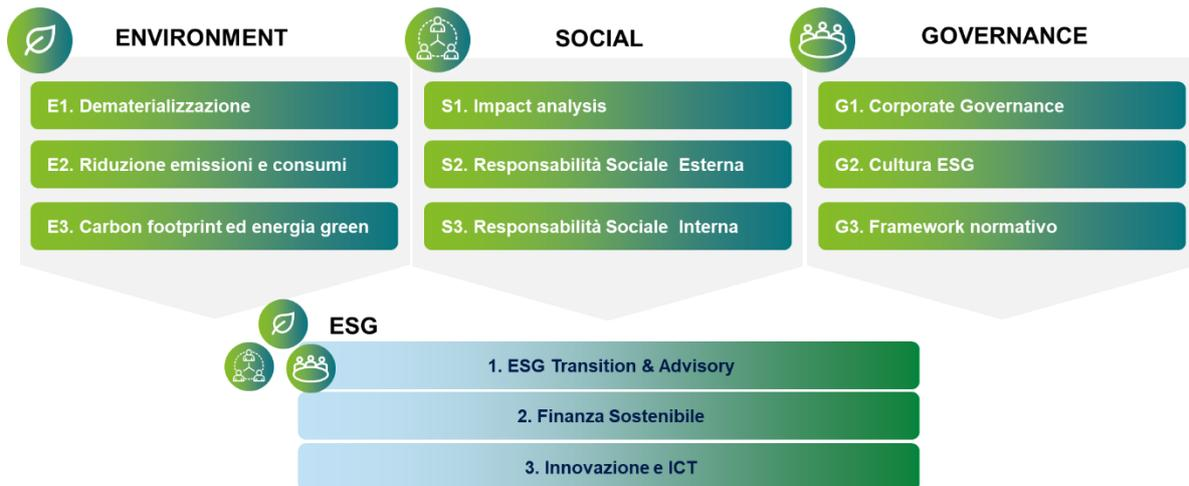 ENVIRONMENT
E1. Dematerializzazione
E2. Riduzione emissioni e consumi
E3. Carbon footprint ed energia green
SOCIAL
S1. Impact analysis
S2. Responsabilità Sociale Esterna
S3. Responsabilità Sociale Interna
GOVERNANCE
G1. Corporate Governance
G2. Cultura ESG
G3. Framework normativo
ESG
1. ESG Transition & Advisory
2. Finanza Sostenibile
3. Innovazione e ICT